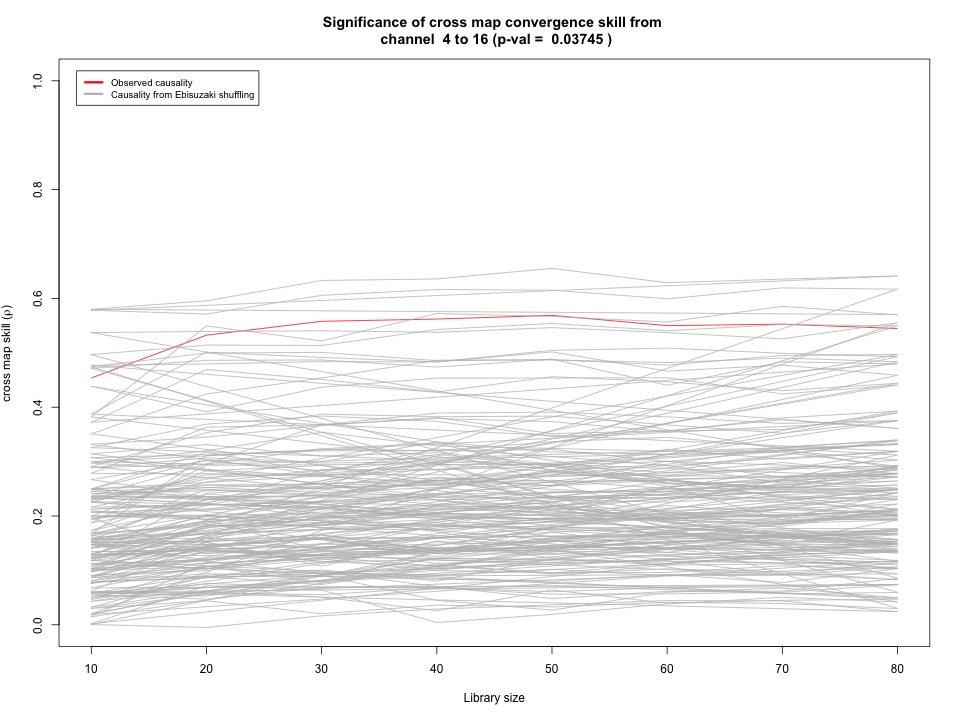 Significance of cross map convergence skill from
channel 4 to 16 (p-val = 0.03745 )
Observed causality
Causality from Ebisuzaki shuffling
cross map skill (ρ)
1.0
0.8
0.6
0.4
0.2
0.0
10 20 30 40 50 60 70 80
Library size